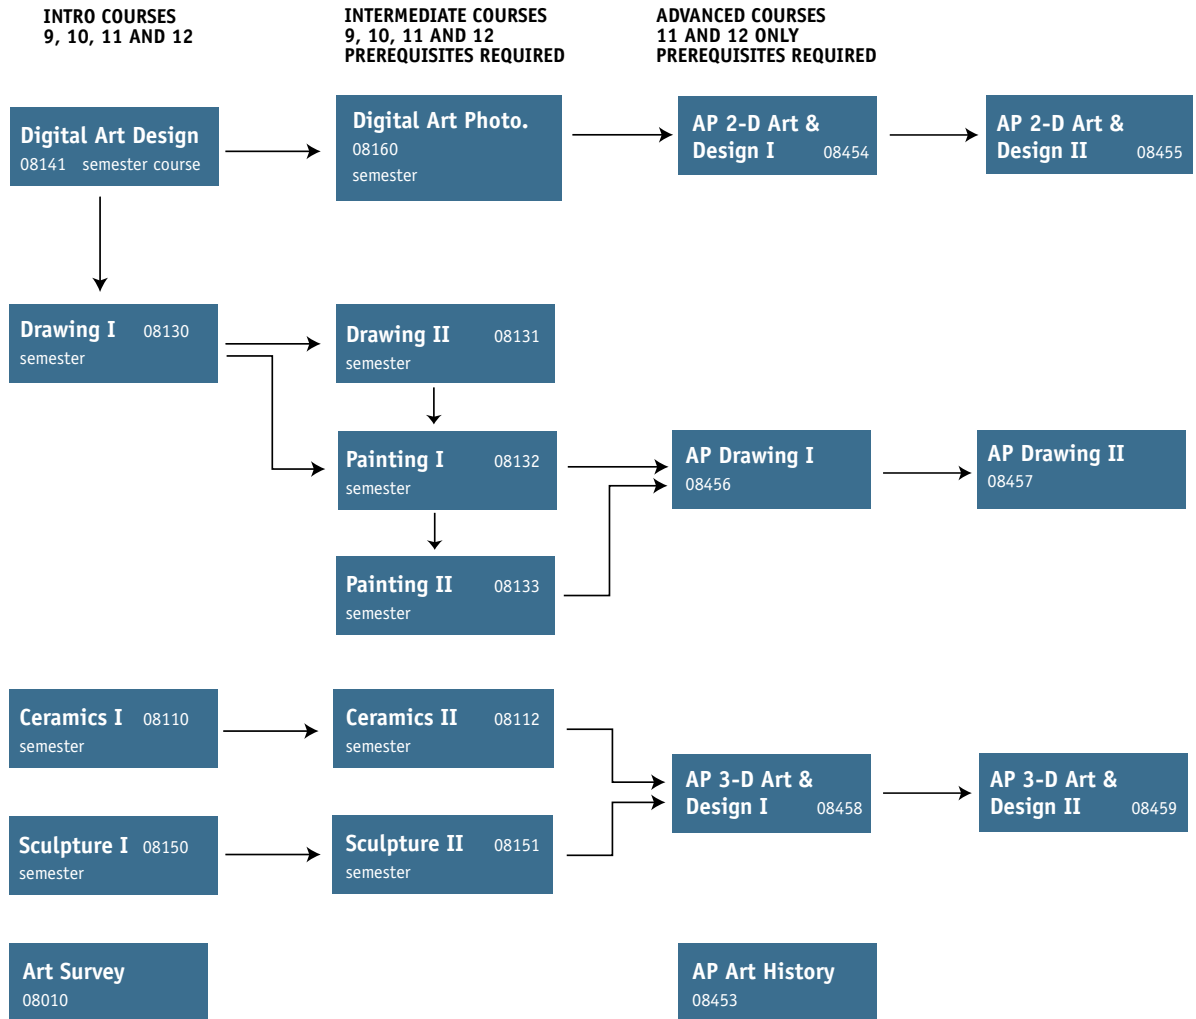 INTRO COURSES
9, 10, 11 AND 12
INTERMEDIATE COURSES
9, 10, 11 AND 12
PREREQUISITES REQUIRED
ADVANCED COURSES
11 AND 12 ONLY
PREREQUISITES REQUIRED
Digital Art Design
08141 semester course
Digital Art Photo.
08160
semester
AP 2-D Art &
Design I 08454
AP 2-D Art &
Design II 08455
Drawing I 08130
semester
Drawing II 08131
semester
Painting I 08132
semester
AP Drawing I
08456
AP Drawing II
08457
Painting II 08133
semester
Ceramics I 08110
semester
Ceramics II 08112
semester
AP 3-D Art &
Design I 08458
AP 3-D Art &
Design II 08459
Sculpture I 08150
semester
Sculpture II 08151
semester
Art Survey
08010
AP Art History
08453